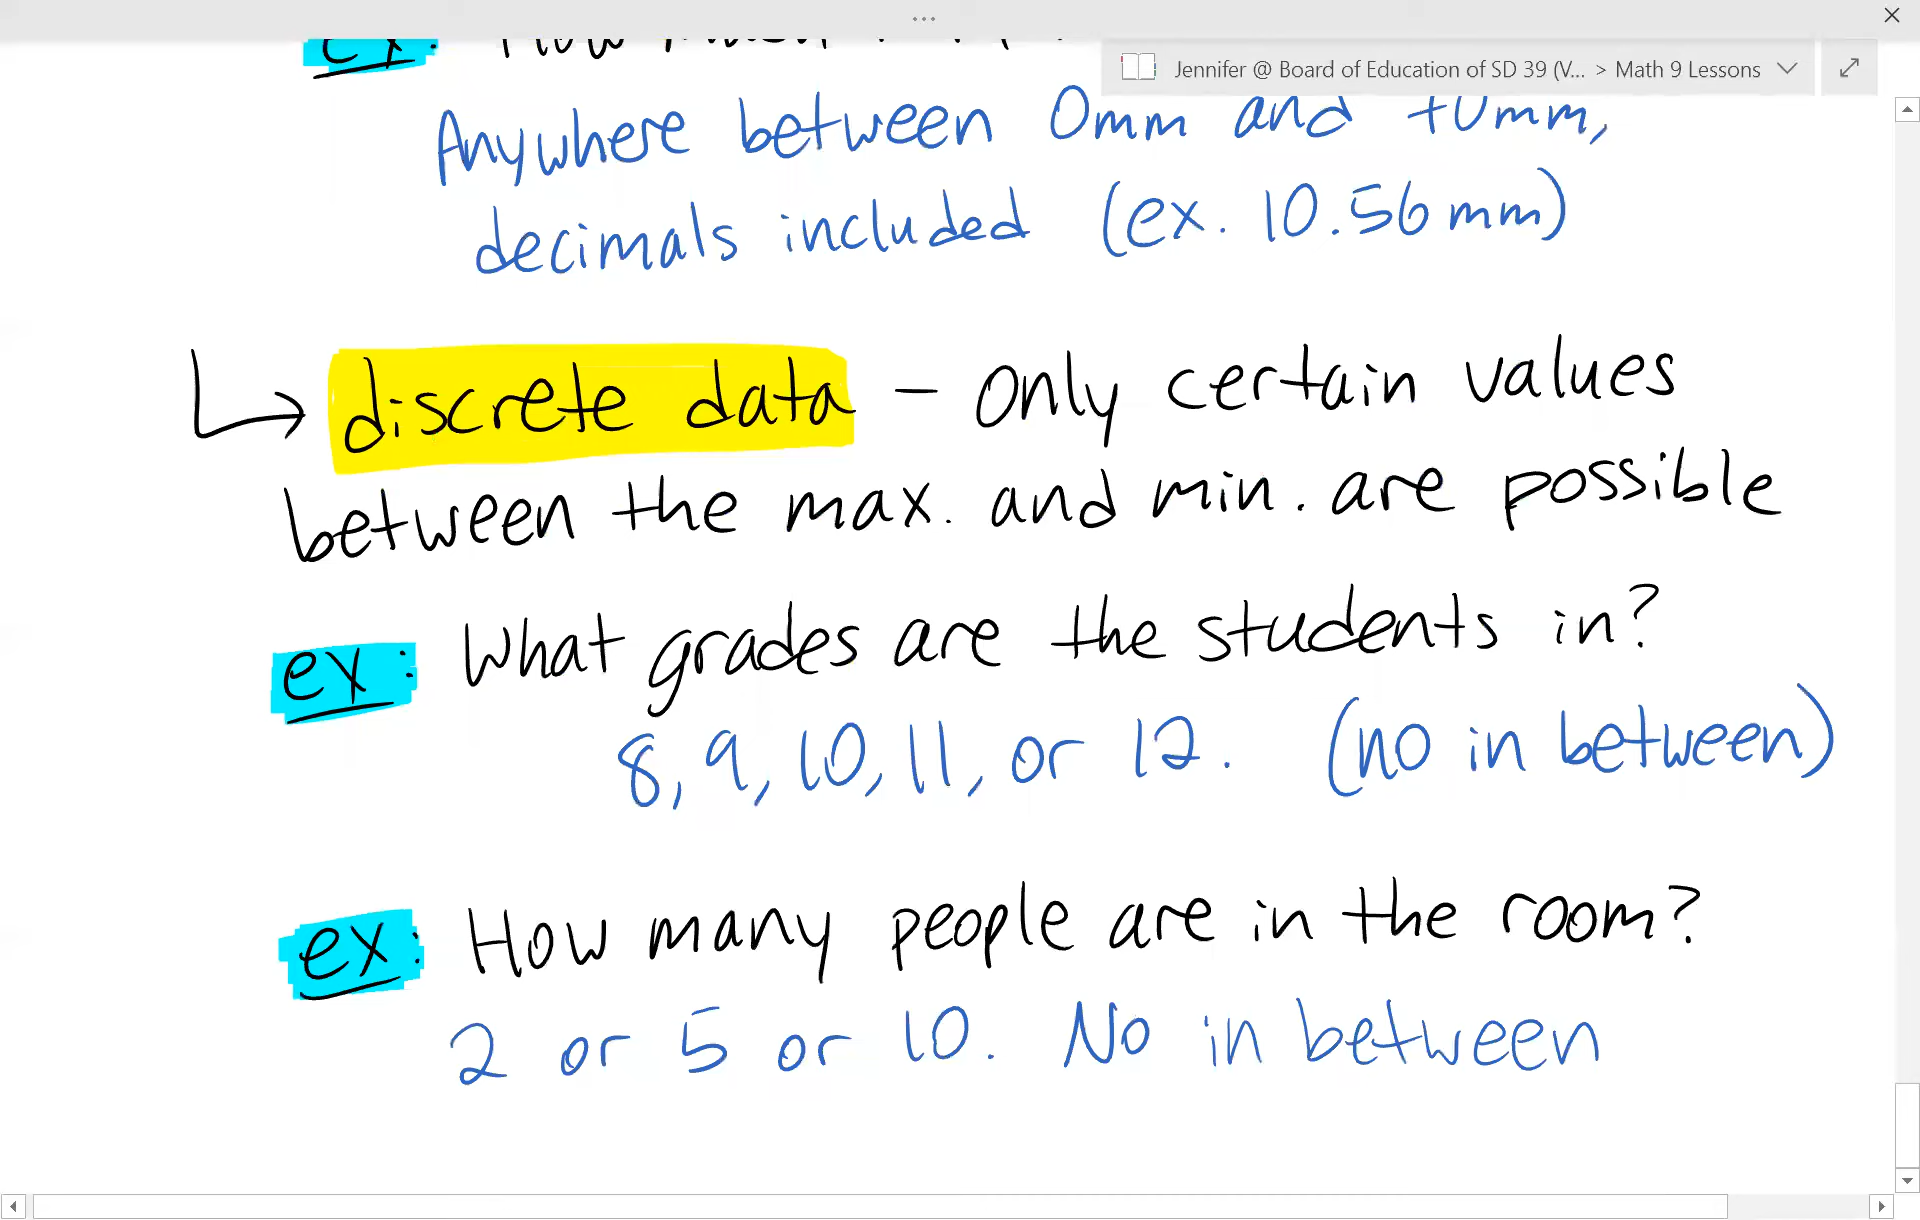 Jennifer @ Board of Education of SD 39 (V... > Math 9 Lessons
ex:
Anywhere between 0mm and
decimals included (ex. 10.56mm)
↳ discrete data - only certain values
between the max. and min. are possible
ex: What grades are the students in?
8, 9, 10, 11, or 12. (no in between)
ex: How many people are in the room?
2 or 5 or 10. No in between